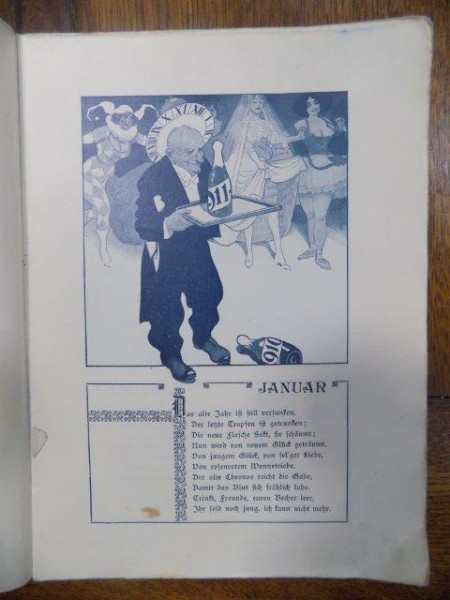 1911
1910
JANUAR
Das alte Jahr ist still versunken,
Der letzte Tropfen ist getrunken;
Die neue Flasche Sekt, sie schäumt;
Nun wird von neuem Glück geträumt,
Von jungem Glück, von sel'ger Liebe,
Von rosenrotem Wonnetriebe.
Der alte Chronos reicht die Gabe,
Damit das Blut sich fröhlich labe.
Trinkt, Freunde, euren Becher leer,
Ihr seid noch jung, ich kann nicht mehr.